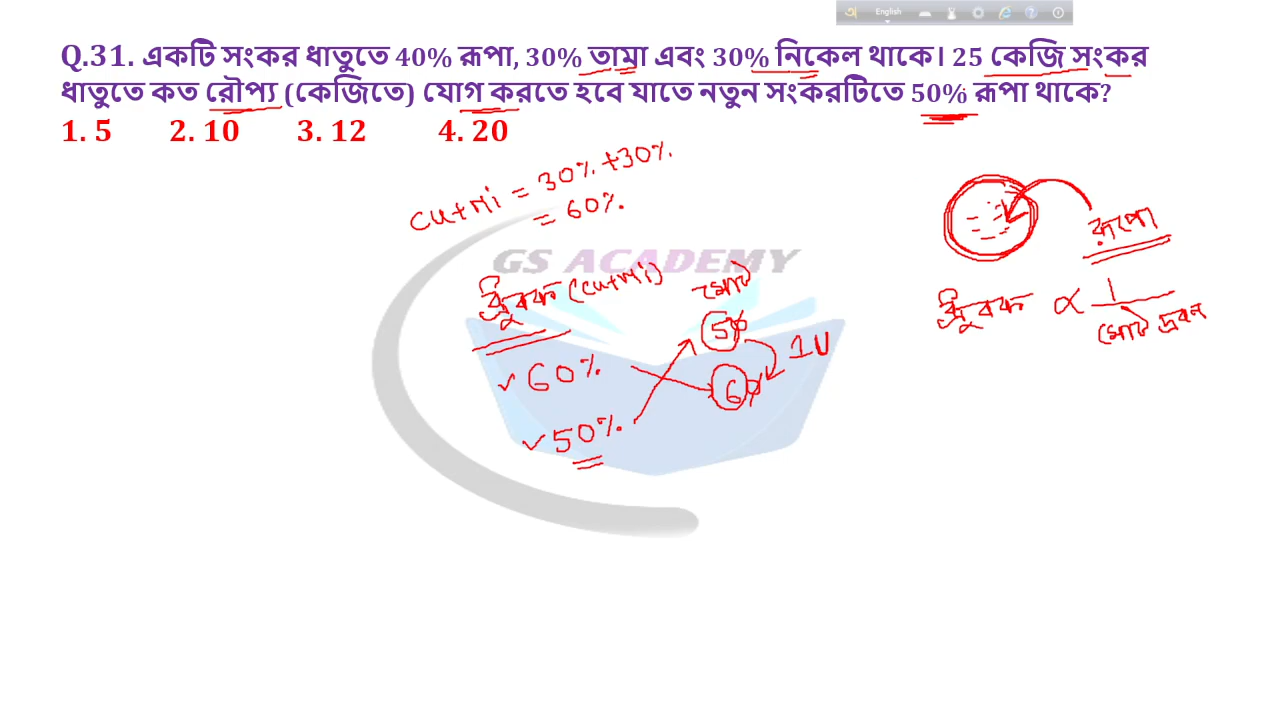 English
Q.31. একটি সংকর ধাতুতে 40% রূপা, 30% তামা এবং 30% নিকেল থাকে। 25 কেজি সংকর
ধাতুতে কত রৌপ্য (কেজিতে) যোগ করতে হবে যাতে নতুন সংকরটিতে 50% রূপা থাকে?
1. 5 2. 10 3. 12 4. 20
Cu+Ni = 30% +30%
= 60%
রূপো
GS ACADEMY
ধ্রুবক (Cu+Ni) মোট
ধ্রুবক ∝ 1
মোট দ্রবন
5% 1U
60% 6%
50%